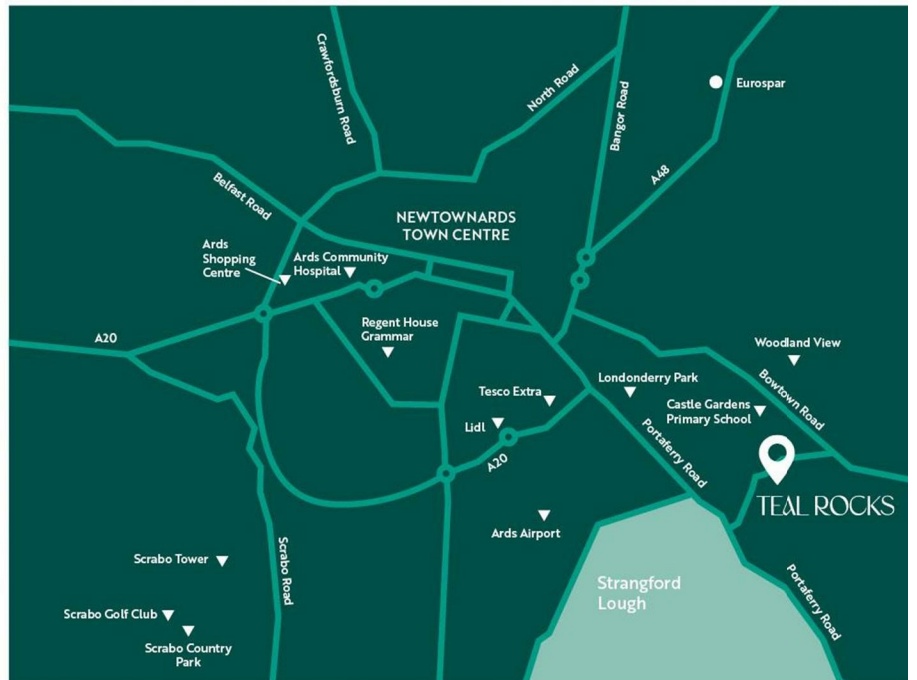 Crawfordsburn Road
North Road
Bangor Road
Eurospar
A48
Belfast Road
NEWTOWNARDS
TOWN CENTRE
Ards
Shopping
Centre
Ards Community
Hospital
A20
Regent House
Grammar
Woodland View
Tesco Extra
Londonderry Park
Castle Gardens
Primary School
Bowtown Road
Lidl
A20
Portaferry Road
TEAL ROCKS
Ards Airport
Scrabo Tower
Scrabo Road
Strangford
Lough
Portaferry Road
Scrabo Golf Club
Scrabo Country
Park